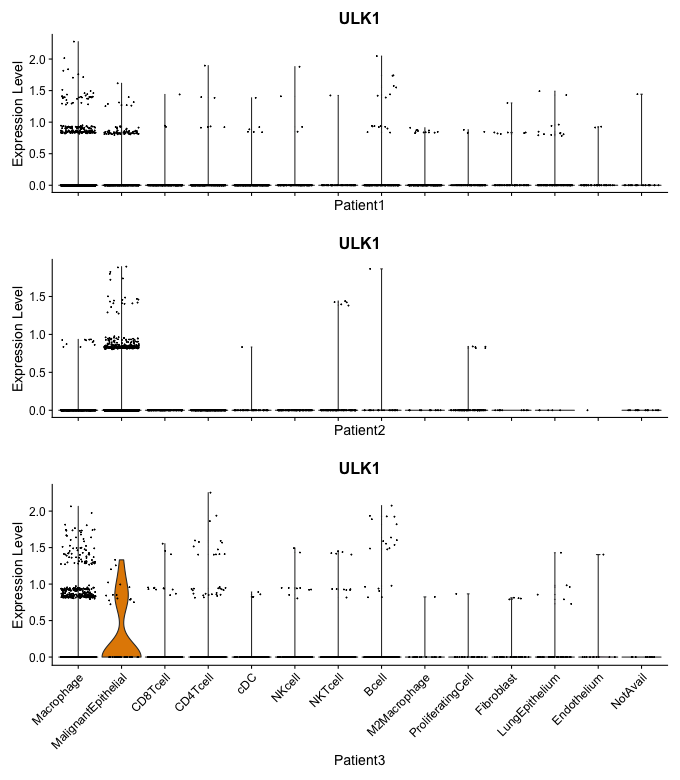 ULK1
Expression Level
2.0
1.5
1.0
0.5
0.0
Patient1
ULK1
Expression Level
1.5
1.0
0.5
0.0
Patient2
ULK1
Expression Level
2.0
1.5
1.0
0.5
0.0
Macrophage
MalignantEpithelial
CD8Tcell
CD4Tcell
cDC
NKcell
NKTcell
Bcell
M2Macrophage
ProliferatingCell
Fibroblast
LungEpithelium
Endothelium
NotAvail
Patient3